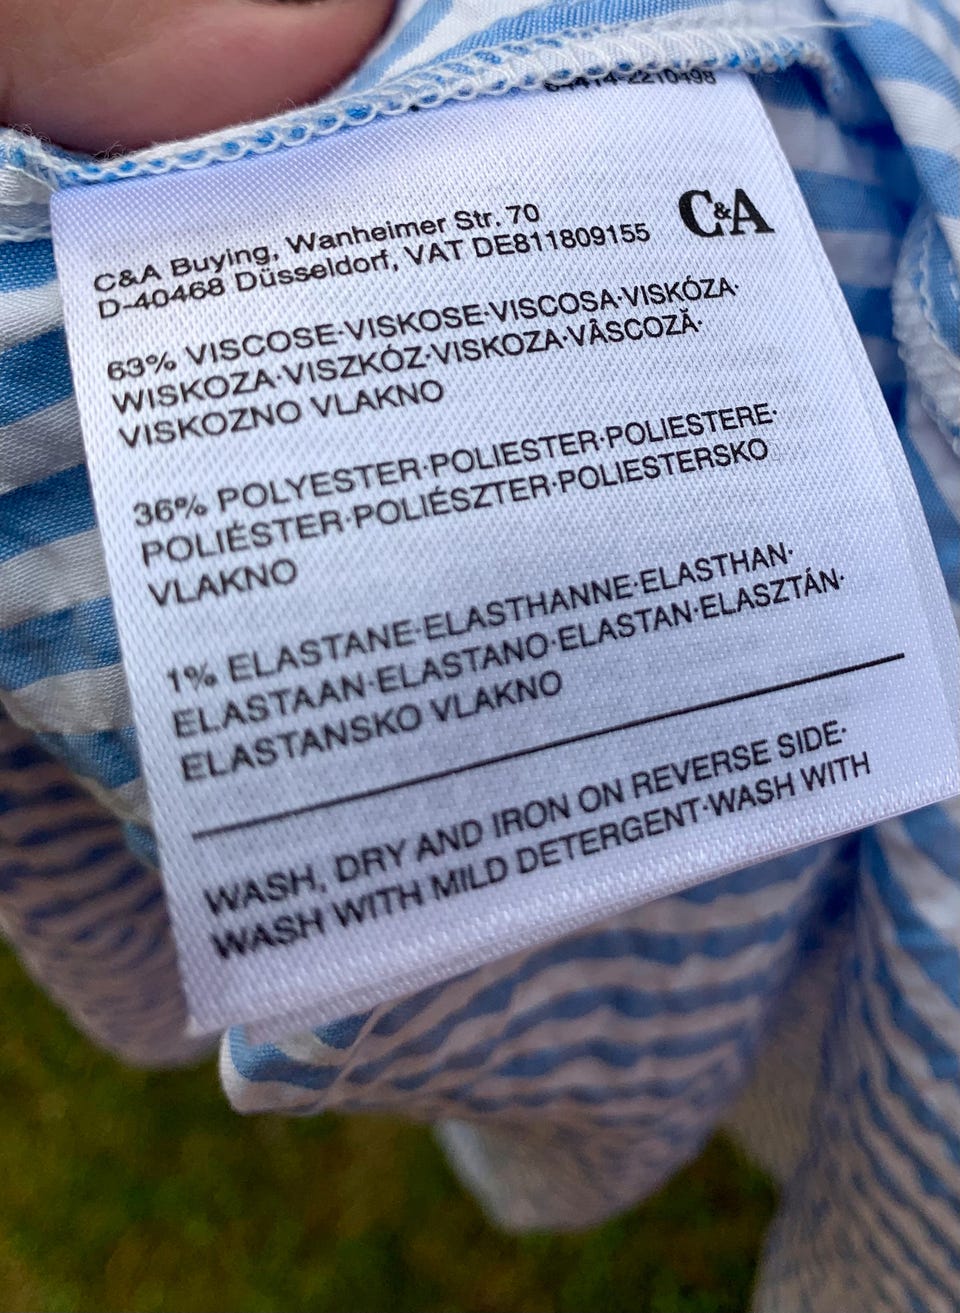 C&A
C&A Buying, Wanheimer Str. 70
D-40468 Düsseldorf, VAT DE811809155
63% VISCOSE·VISKOSE·VISCOSA·VISKÓZA·
WISKOZA·VISZKÓZ·VISKOZA·VÂSCOZĂ·
VISKOZNO VLAKNO
36% POLYESTER·POLIESTER·POLIESTERE·
POLIÉSTER·POLIÉSZTER·POLIESTERSKO
VLAKNO
1% ELASTANE·ELASTHANNE·ELASTHAN·
ELASTAAN·ELASTANO·ELASTAN·ELASZTÁN·
ELASTANSKO VLAKNO
WASH, DRY AND IRON ON REVERSE SIDE·
WASH WITH MILD DETERGENT·WASH WITH